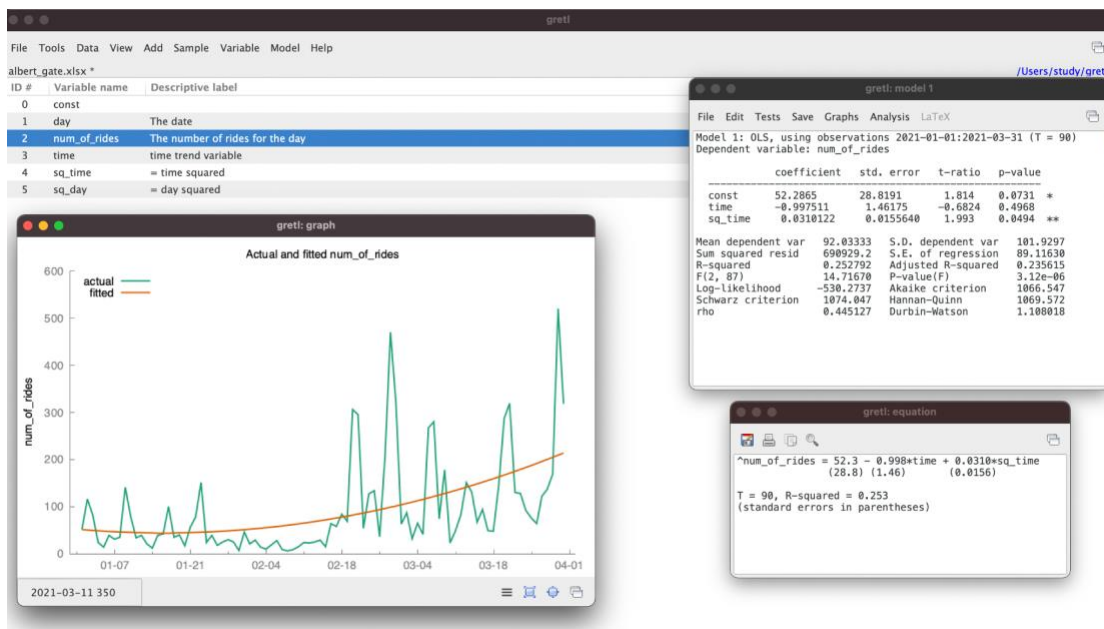 gretl
File Tools Data View Add Sample Variable Model Help
albert_gate.xlsx *
/Users/study/gret
ID # Variable name Descriptive label
0 const
1 day The date
2 num_of_rides The number of rides for the day
3 time time trend variable
4 sq_time = time squared
5 sq_day = day squared
gretl: graph
Actual and fitted num_of_rides
actual
fitted
num_of_rides
600
500
400
300
200
100
0
01-07 01-21 02-04 02-18 03-04 03-18 04-01
2021-03-11 350
gretl: model 1
File Edit Tests Save Graphs Analysis LaTeX
Model 1: OLS, using observations 2021-01-01:2021-03-31 (T = 90)
Dependent variable: num_of_rides
coefficient std. error t-ratio p-value
const 52.2865 28.8191 1.814 0.0731 *
time -0.997511 1.46175 -0.6824 0.4968
sq_time 0.0310122 0.0155640 1.993 0.0494 **
Mean dependent var 92.03333 S.D. dependent var 101.9297
Sum squared resid 690929.2 S.E. of regression 89.11630
R-squared 0.252792 Adjusted R-squared 0.235615
F(2, 87) 14.71670 P-value(F) 3.12e-06
Log-likelihood -530.2737 Akaike criterion 1066.547
Schwarz criterion 1074.047 Hannan-Quinn 1069.572
rho 0.445127 Durbin-Watson 1.108018
gretl: equation
^num_of_rides = 52.3 - 0.998*time + 0.0310*sq_time
(28.8) (1.46) (0.0156)
T = 90, R-squared = 0.253
(standard errors in parentheses)